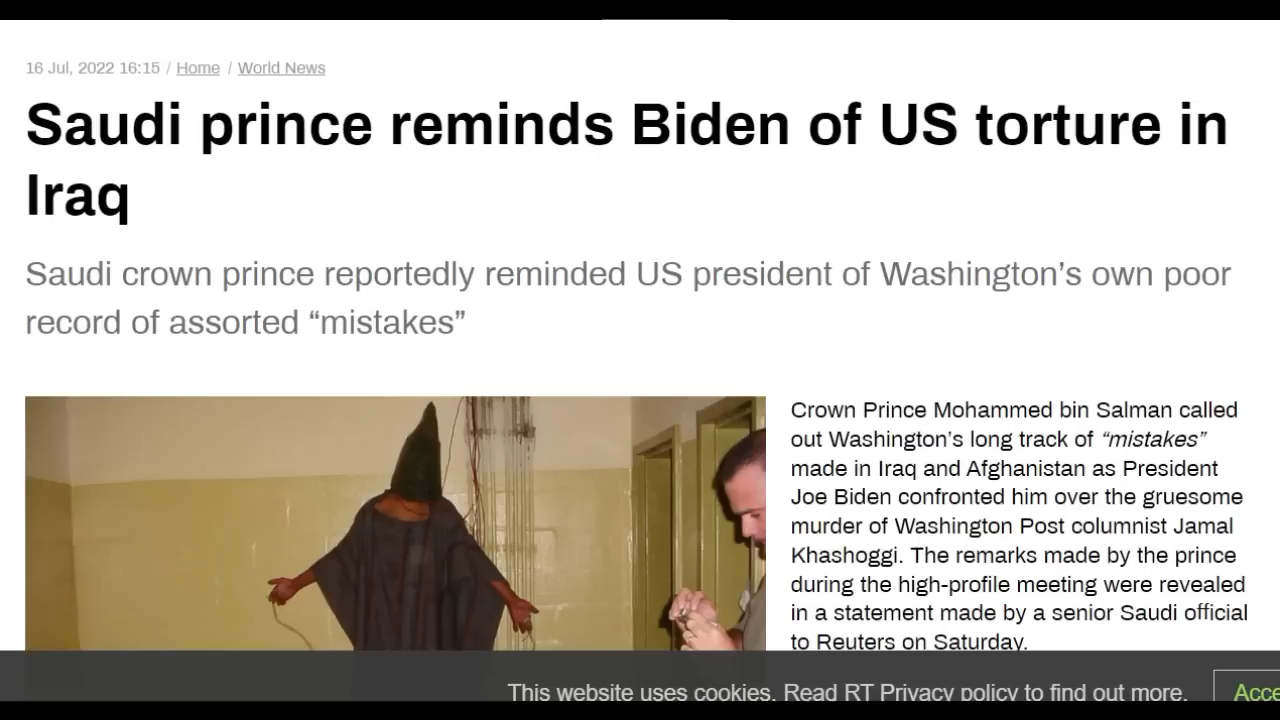 16 Jul, 2022 16:15 / Home / World News
Saudi prince reminds Biden of US torture in
Iraq
Saudi crown prince reportedly reminded US president of Washington’s own poor
record of assorted “mistakes”
Crown Prince Mohammed bin Salman called
out Washington’s long track of “mistakes”
made in Iraq and Afghanistan as President
Joe Biden confronted him over the gruesome
murder of Washington Post columnist Jamal
Khashoggi. The remarks made by the prince
during the high-profile meeting were revealed
in a statement made by a senior Saudi official
to Reuters on Saturday.
This website uses cookies. Read RT Privacy policy to find out more.
Acce